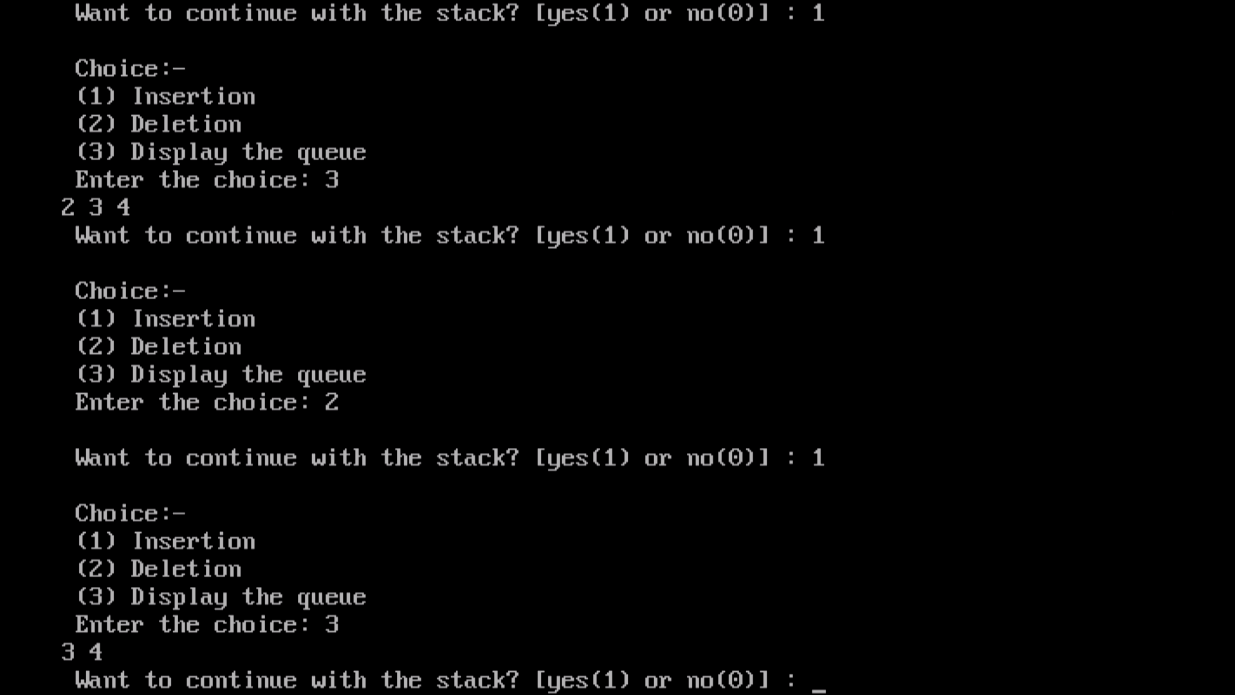 Want to continue with the stack? [yes(1) or no(0)] : 1
Choice:-
(1) Insertion
(2) Deletion
(3) Display the queue
Enter the choice: 3
2 3 4
Want to continue with the stack? [yes(1) or no(0)] : 1
Choice:-
(1) Insertion
(2) Deletion
(3) Display the queue
Enter the choice: 2
Want to continue with the stack? [yes(1) or no(0)] : 1
Choice:-
(1) Insertion
(2) Deletion
(3) Display the queue
Enter the choice: 3
3 4
Want to continue with the stack? [yes(1) or no(0)] : _